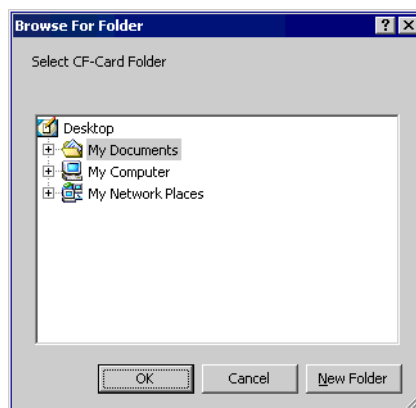 Browse For Folder
Select CF-Card Folder
Desktop
My Documents
My Computer
My Network Places
OK Cancel New Folder